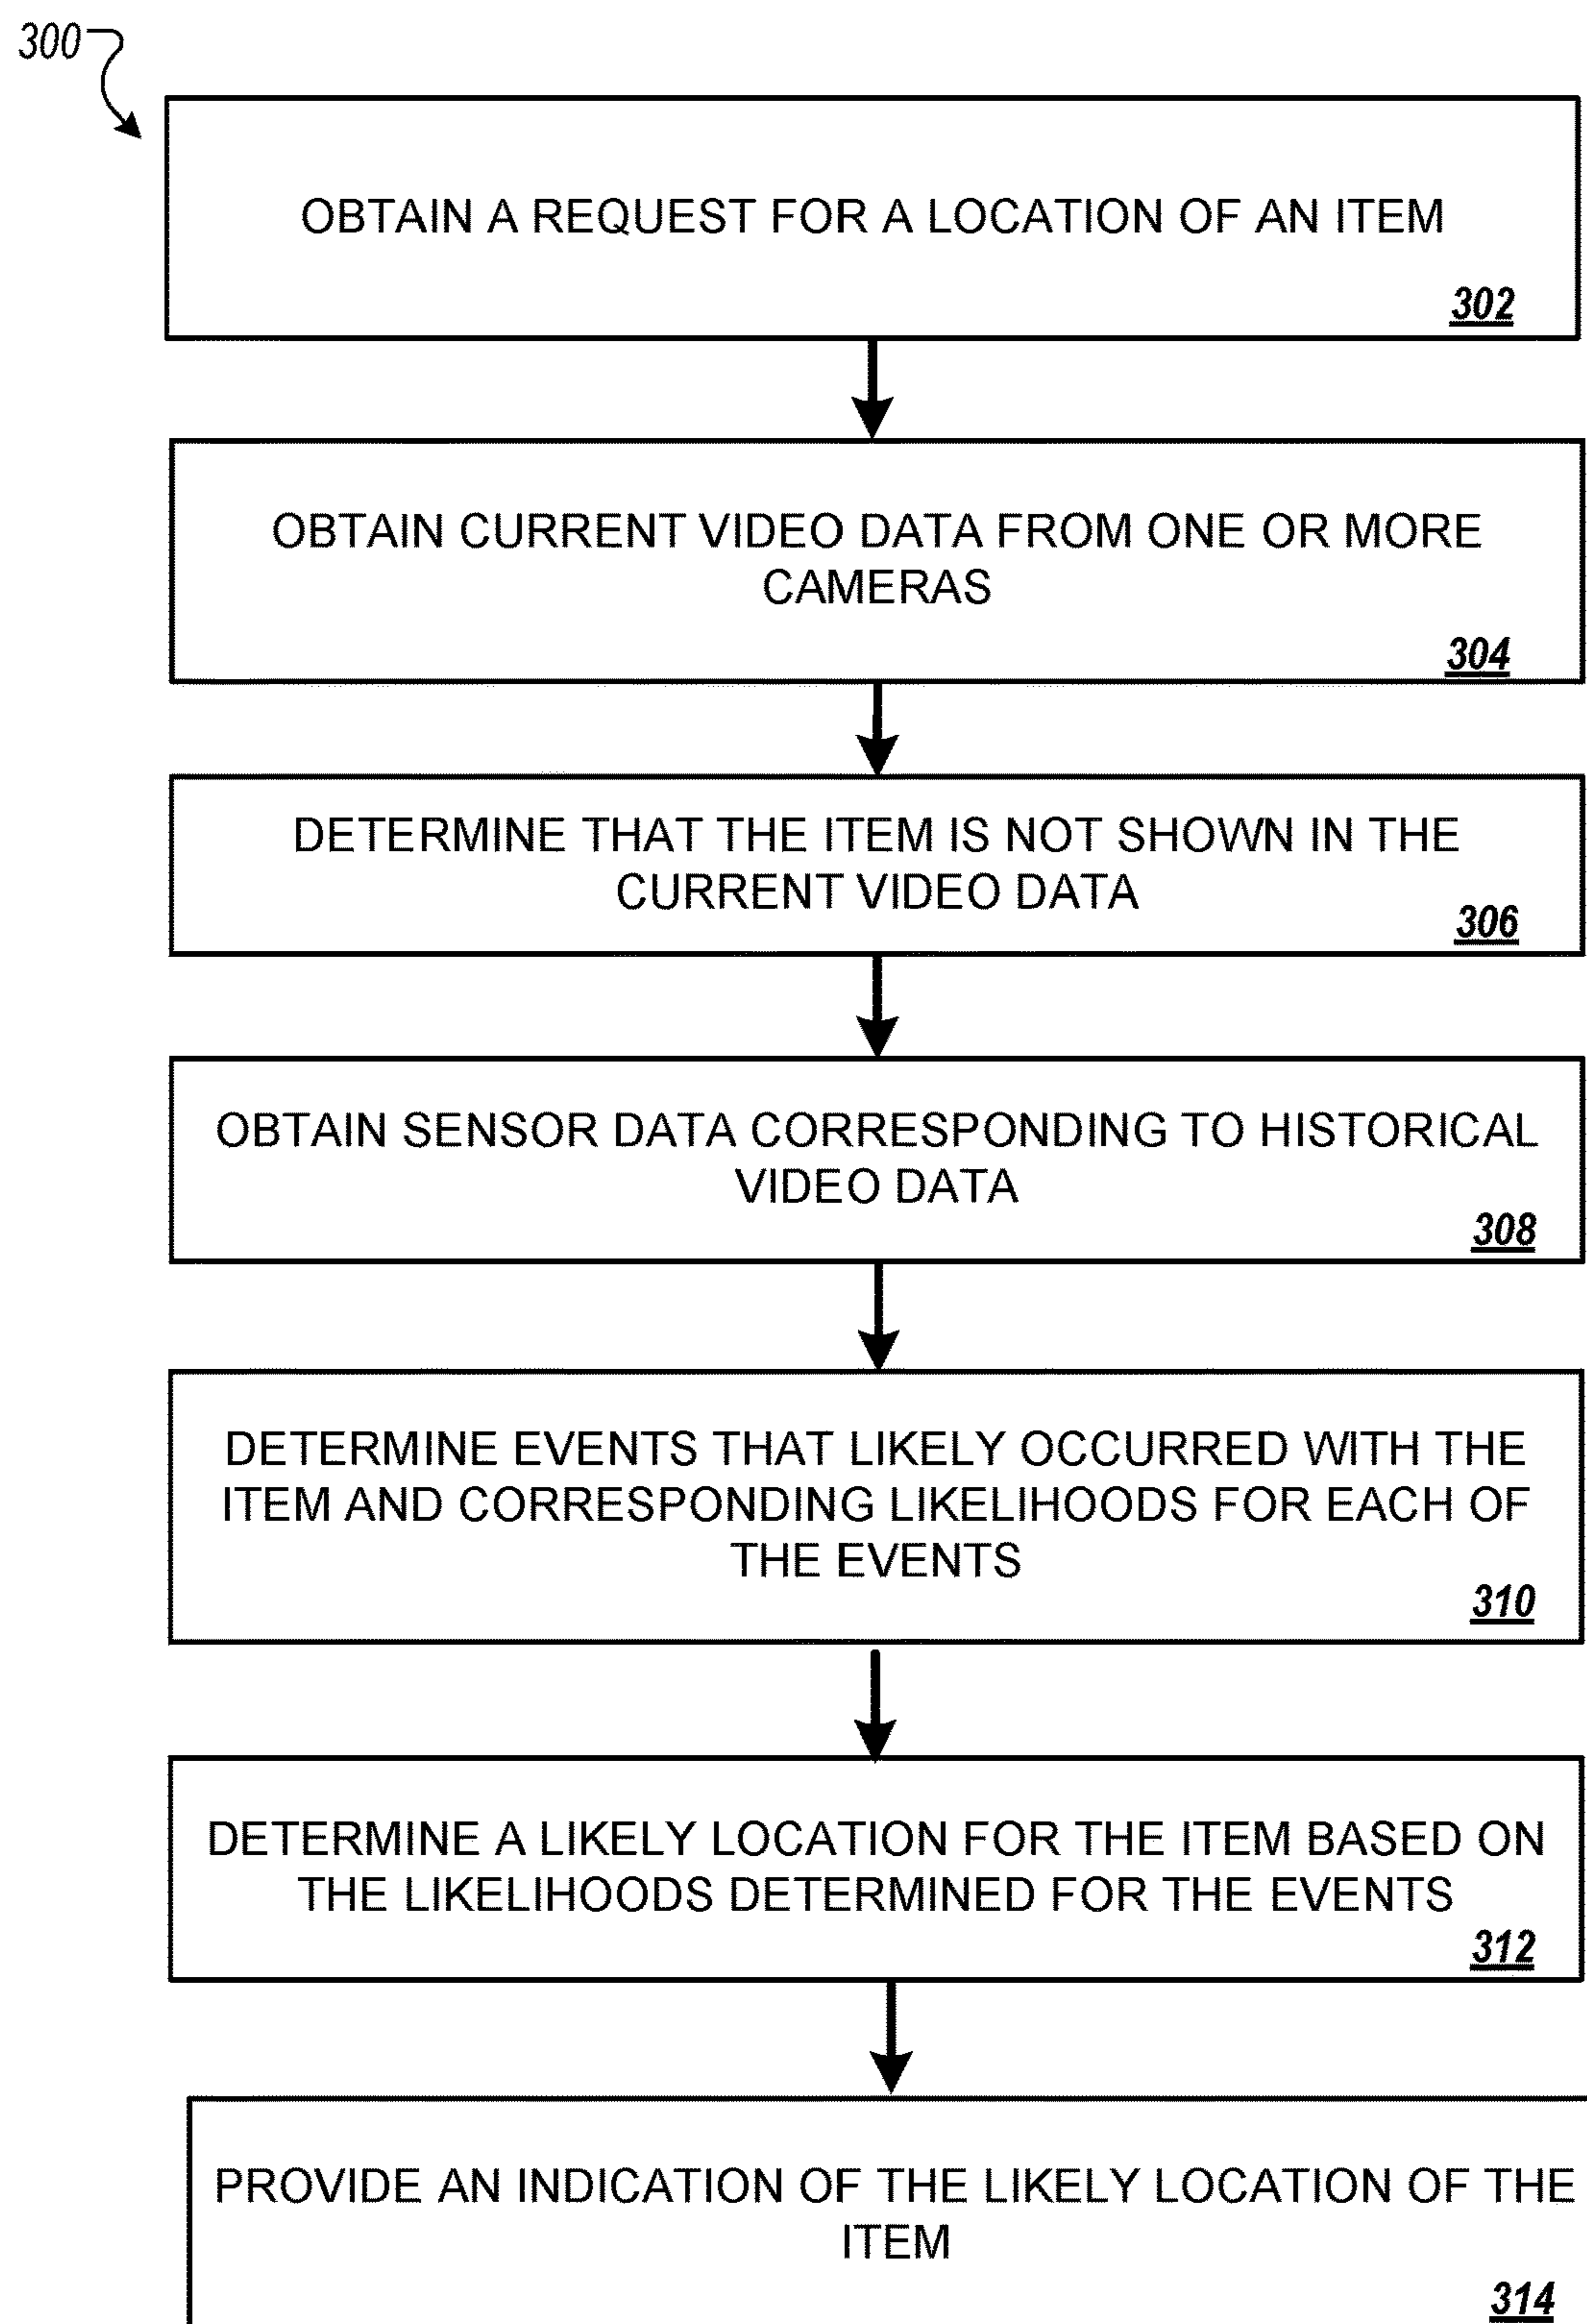 300
OBTAIN A REQUEST FOR A LOCATION OF AN ITEM
302
OBTAIN CURRENT VIDEO DATA FROM ONE OR MORE
CAMERAS
304
DETERMINE THAT THE ITEM IS NOT SHOWN IN THE
CURRENT VIDEO DATA
306
OBTAIN SENSOR DATA CORRESPONDING TO HISTORICAL
VIDEO DATA
308
DETERMINE EVENTS THAT LIKELY OCCURRED WITH THE
ITEM AND CORRESPONDING LIKELIHOODS FOR EACH OF
THE EVENTS
310
DETERMINE A LIKELY LOCATION FOR THE ITEM BASED ON
THE LIKELIHOODS DETERMINED FOR THE EVENTS
312
PROVIDE AN INDICATION OF THE LIKELY LOCATION OF THE
ITEM
314